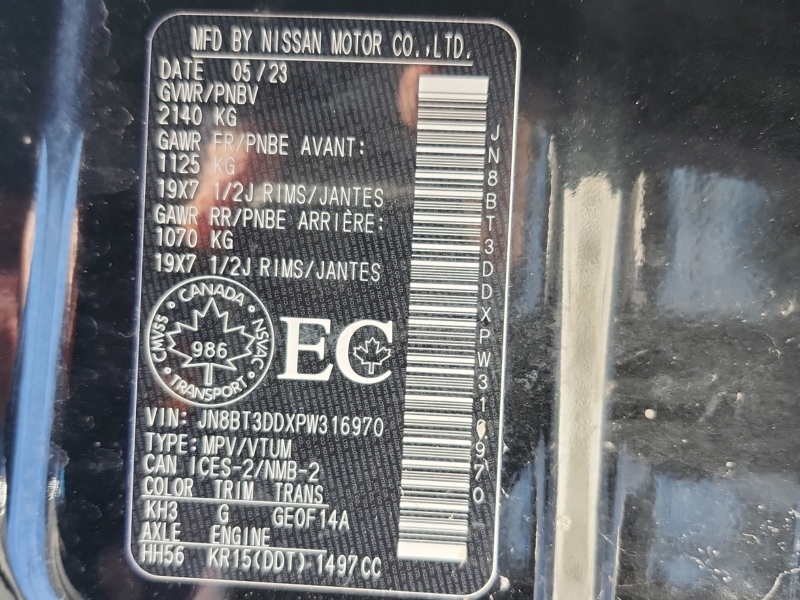 MFD BY NISSAN MOTOR CO.,LTD.
DATE 05/23
GVWR/PNBV
2140 KG
GAWR FR/PNBE AVANT:
1125 KG
19X7 1/2J RIMS/JANTES
GAWR RR/PNBE ARRIÈRE:
1070 KG
19X7 1/2J RIMS/JANTES
CANADA
CMVSS NSVAC
986
TRANSPORT
EC
VIN: JN8BT3DDXPW316970
TYPE: MPV/VTUM
CAN ICES-2/NMB-2
COLOR TRIM TRANS
KH3 G GE0F14A
AXLE ENGINE
HH56 KR15(DDT) 1497CC
JN8BT3DDXPW316970